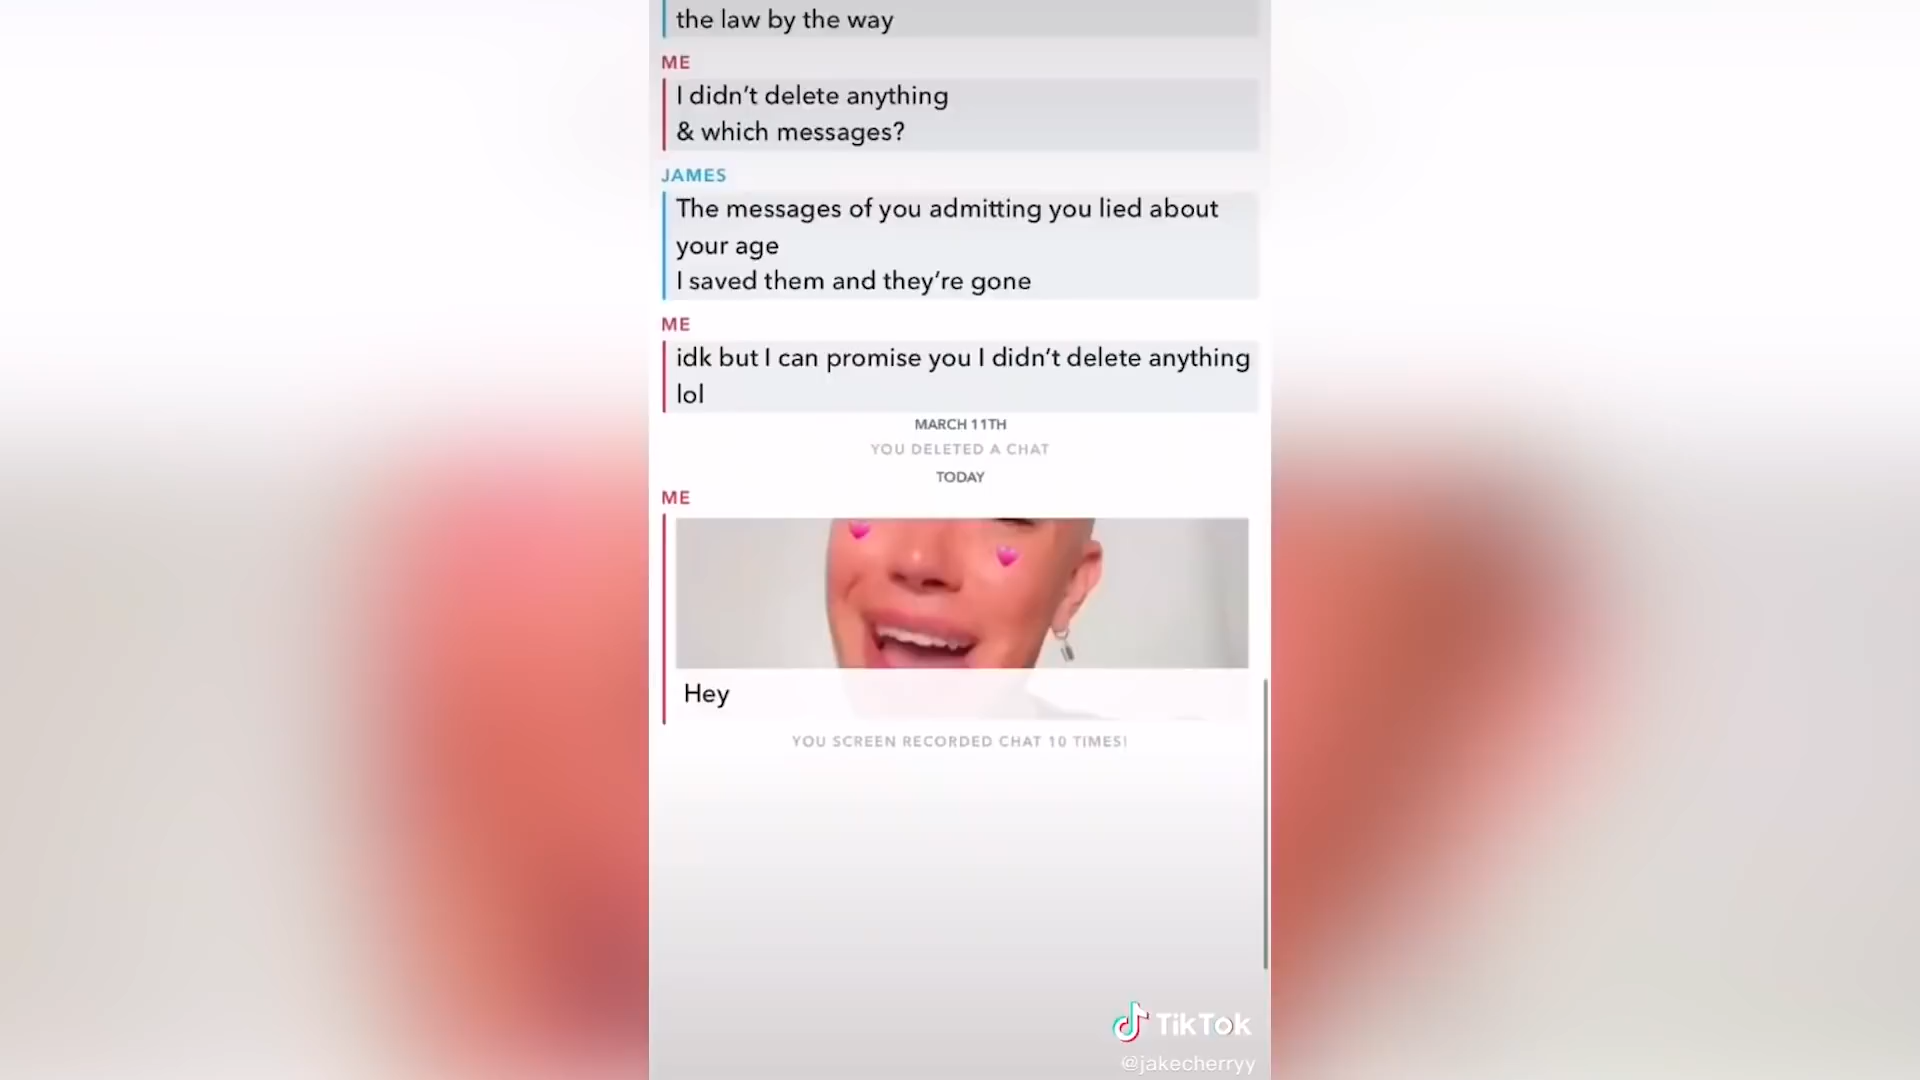 the law by the way
ME
I didn’t delete anything
& which messages?
JAMES
The messages of you admitting you lied about
your age
I saved them and they’re gone
ME
idk but I can promise you I didn’t delete anything
lol
MARCH 11TH
YOU DELETED A CHAT
TODAY
ME
Hey
YOU SCREEN RECORDED CHAT 10 TIMES!
TikTok
@jakecherryy